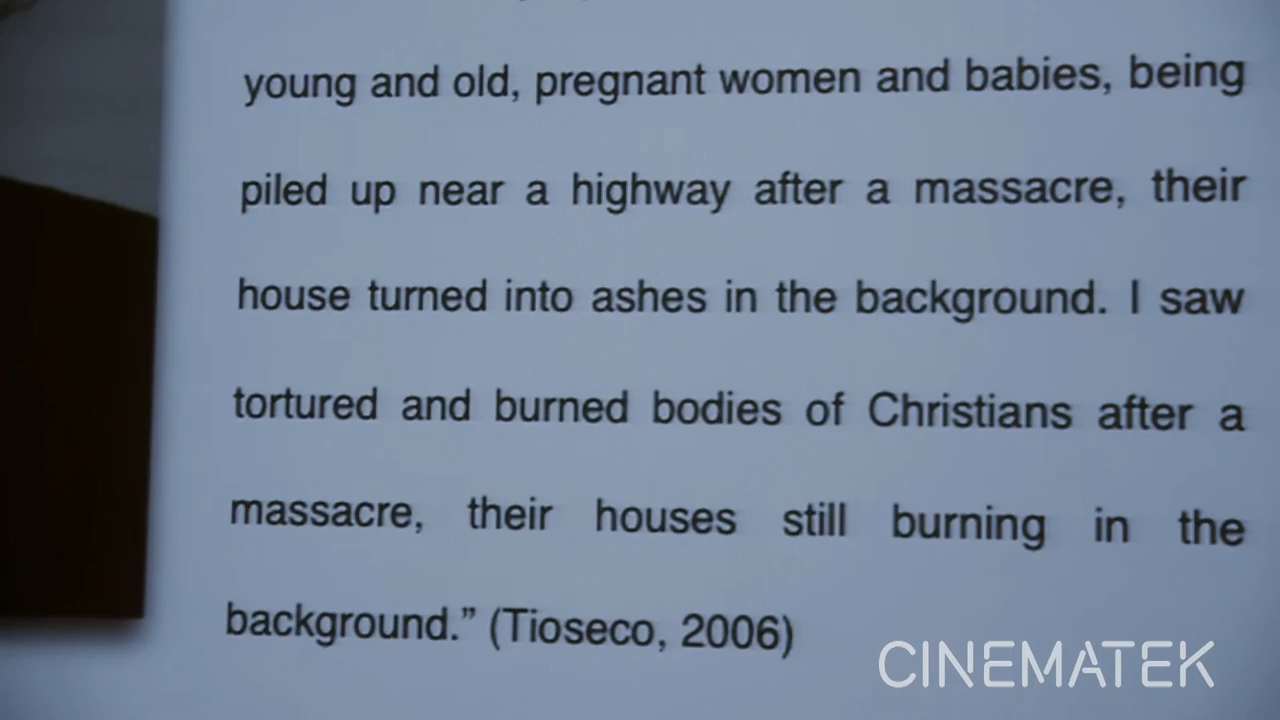 young and old, pregnant women and babies, being
piled up near a highway after a massacre, their
house turned into ashes in the background. I saw
tortured and burned bodies of Christians after a
massacre, their houses still burning in the
background.” (Tioseco, 2006)
CINEMATEK